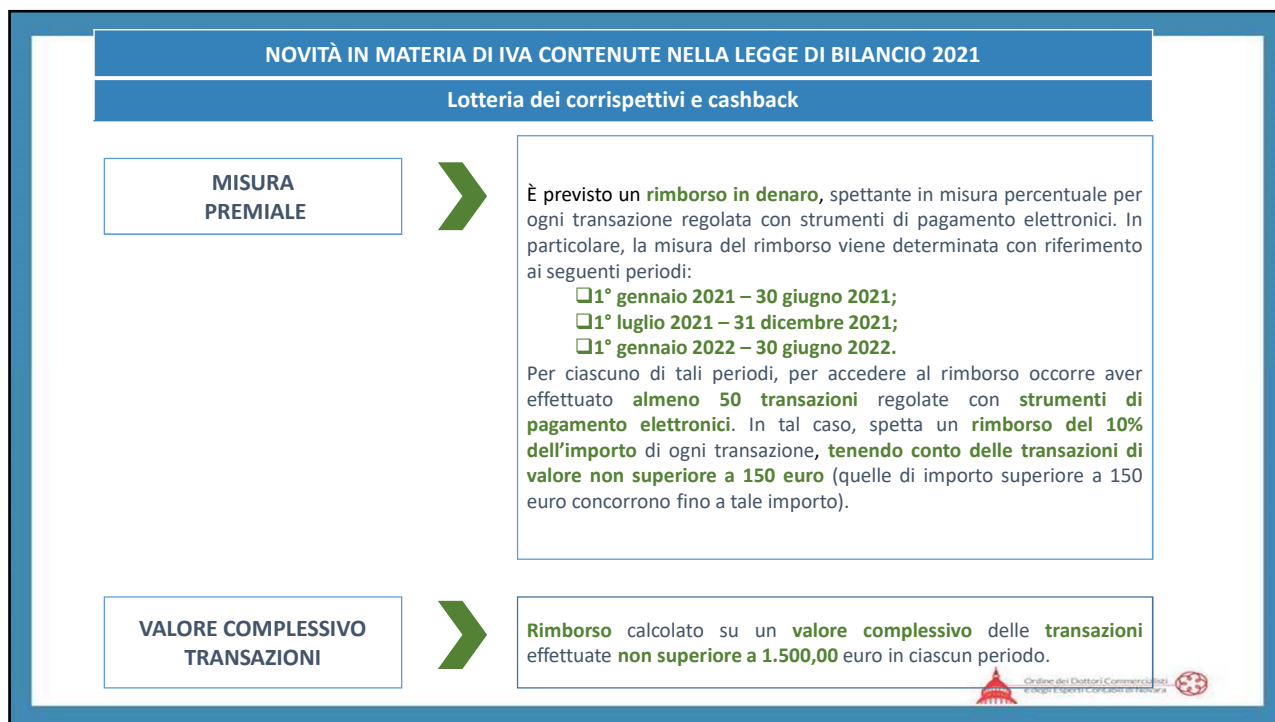 NOVITÀ IN MATERIA DI IVA CONTENUTE NELLA LEGGE DI BILANCIO 2021
Lotteria dei corrispettivi e cashback
MISURA
PREMIALE
È previsto un rimborso in denaro, spettante in misura percentuale per
ogni transazione regolata con strumenti di pagamento elettronici. In
particolare, la misura del rimborso viene determinata con riferimento
ai seguenti periodi:
❑1° gennaio 2021 – 30 giugno 2021;
❑1° luglio 2021 – 31 dicembre 2021;
❑1° gennaio 2022 – 30 giugno 2022.
Per ciascuno di tali periodi, per accedere al rimborso occorre aver
effettuato almeno 50 transazioni regolate con strumenti di
pagamento elettronici. In tal caso, spetta un rimborso del 10%
dell’importo di ogni transazione, tenendo conto delle transazioni di
valore non superiore a 150 euro (quelle di importo superiore a 150
euro concorrono fino a tale importo).
VALORE COMPLESSIVO
TRANSAZIONI
Rimborso calcolato su un valore complessivo delle transazioni
effettuate non superiore a 1.500,00 euro in ciascun periodo.
Ordine dei Dottori Commercialisti
e degli Esperti Contabili di Novara